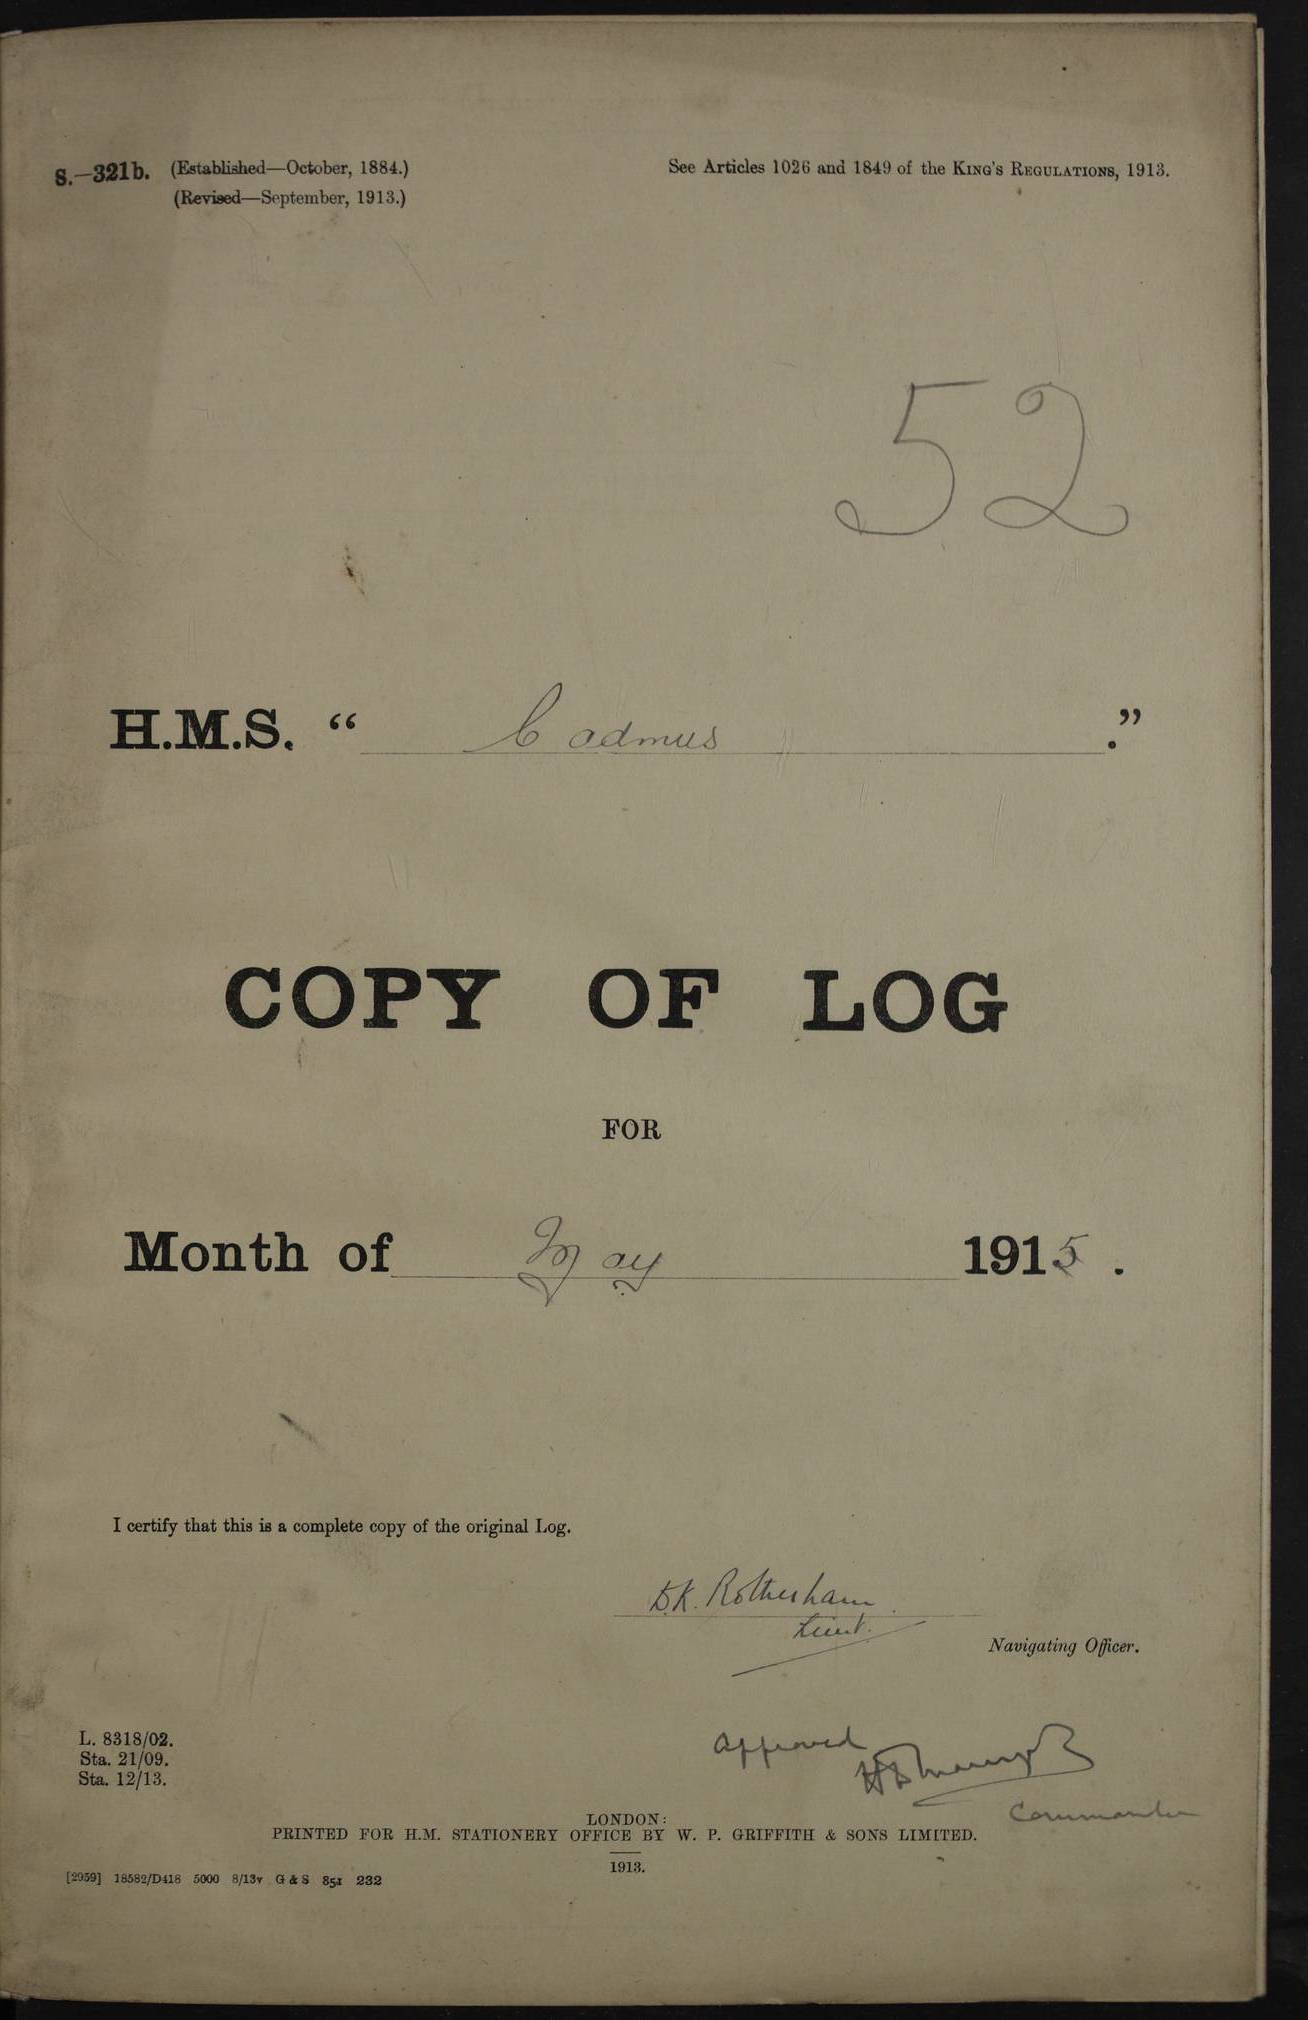 S.—321b. (Established—October, 1884.)
(Revised—September, 1913.)
See Articles 1026 and 1849 of the KING'S REGULATIONS, 1913.
52
H.M.S. “ Cadmus .”
COPY OF LOG
FOR
Month of May 1915 .
I certify that this is a complete copy of the original Log.
D.K. Rotherham
Lieut.
Navigating Officer.
Approved
Commander
L. 8318/02.
Sta. 21/09.
Sta. 12/13.
LONDON:
PRINTED FOR H.M. STATIONERY OFFICE BY W. P. GRIFFITH & SONS LIMITED.
1913.
[2959] 18582/D418 5000 8/13v G & S 851 232